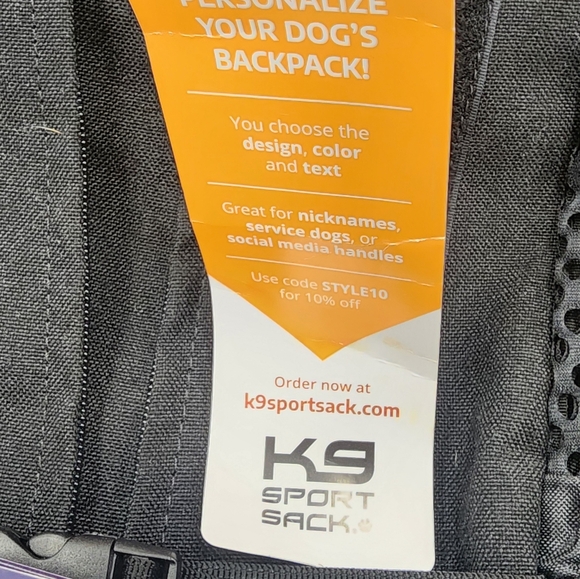 PERSONALIZE
YOUR DOG'S
BACKPACK!
You choose the
design, color
and text
Great for nicknames,
service dogs, or
social media handles
Use code STYLE10
for 10% off
Order now at
k9sportsack.com
K9
SPORT
SACK.